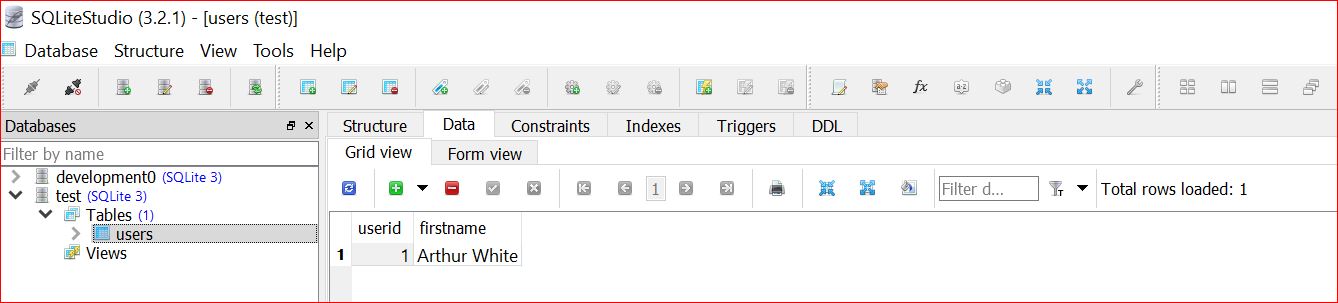 SQLiteStudio (3.2.1) - [users (test)]
Database Structure View Tools Help
Databases
Filter by name
development0 (SQLite 3)
test (SQLite 3)
Tables (1)
users
Views
Structure Data Constraints Indexes Triggers DDL
Grid view Form view
1 Filter d... T Total rows loaded: 1
userid firstname
1 1 Arthur White